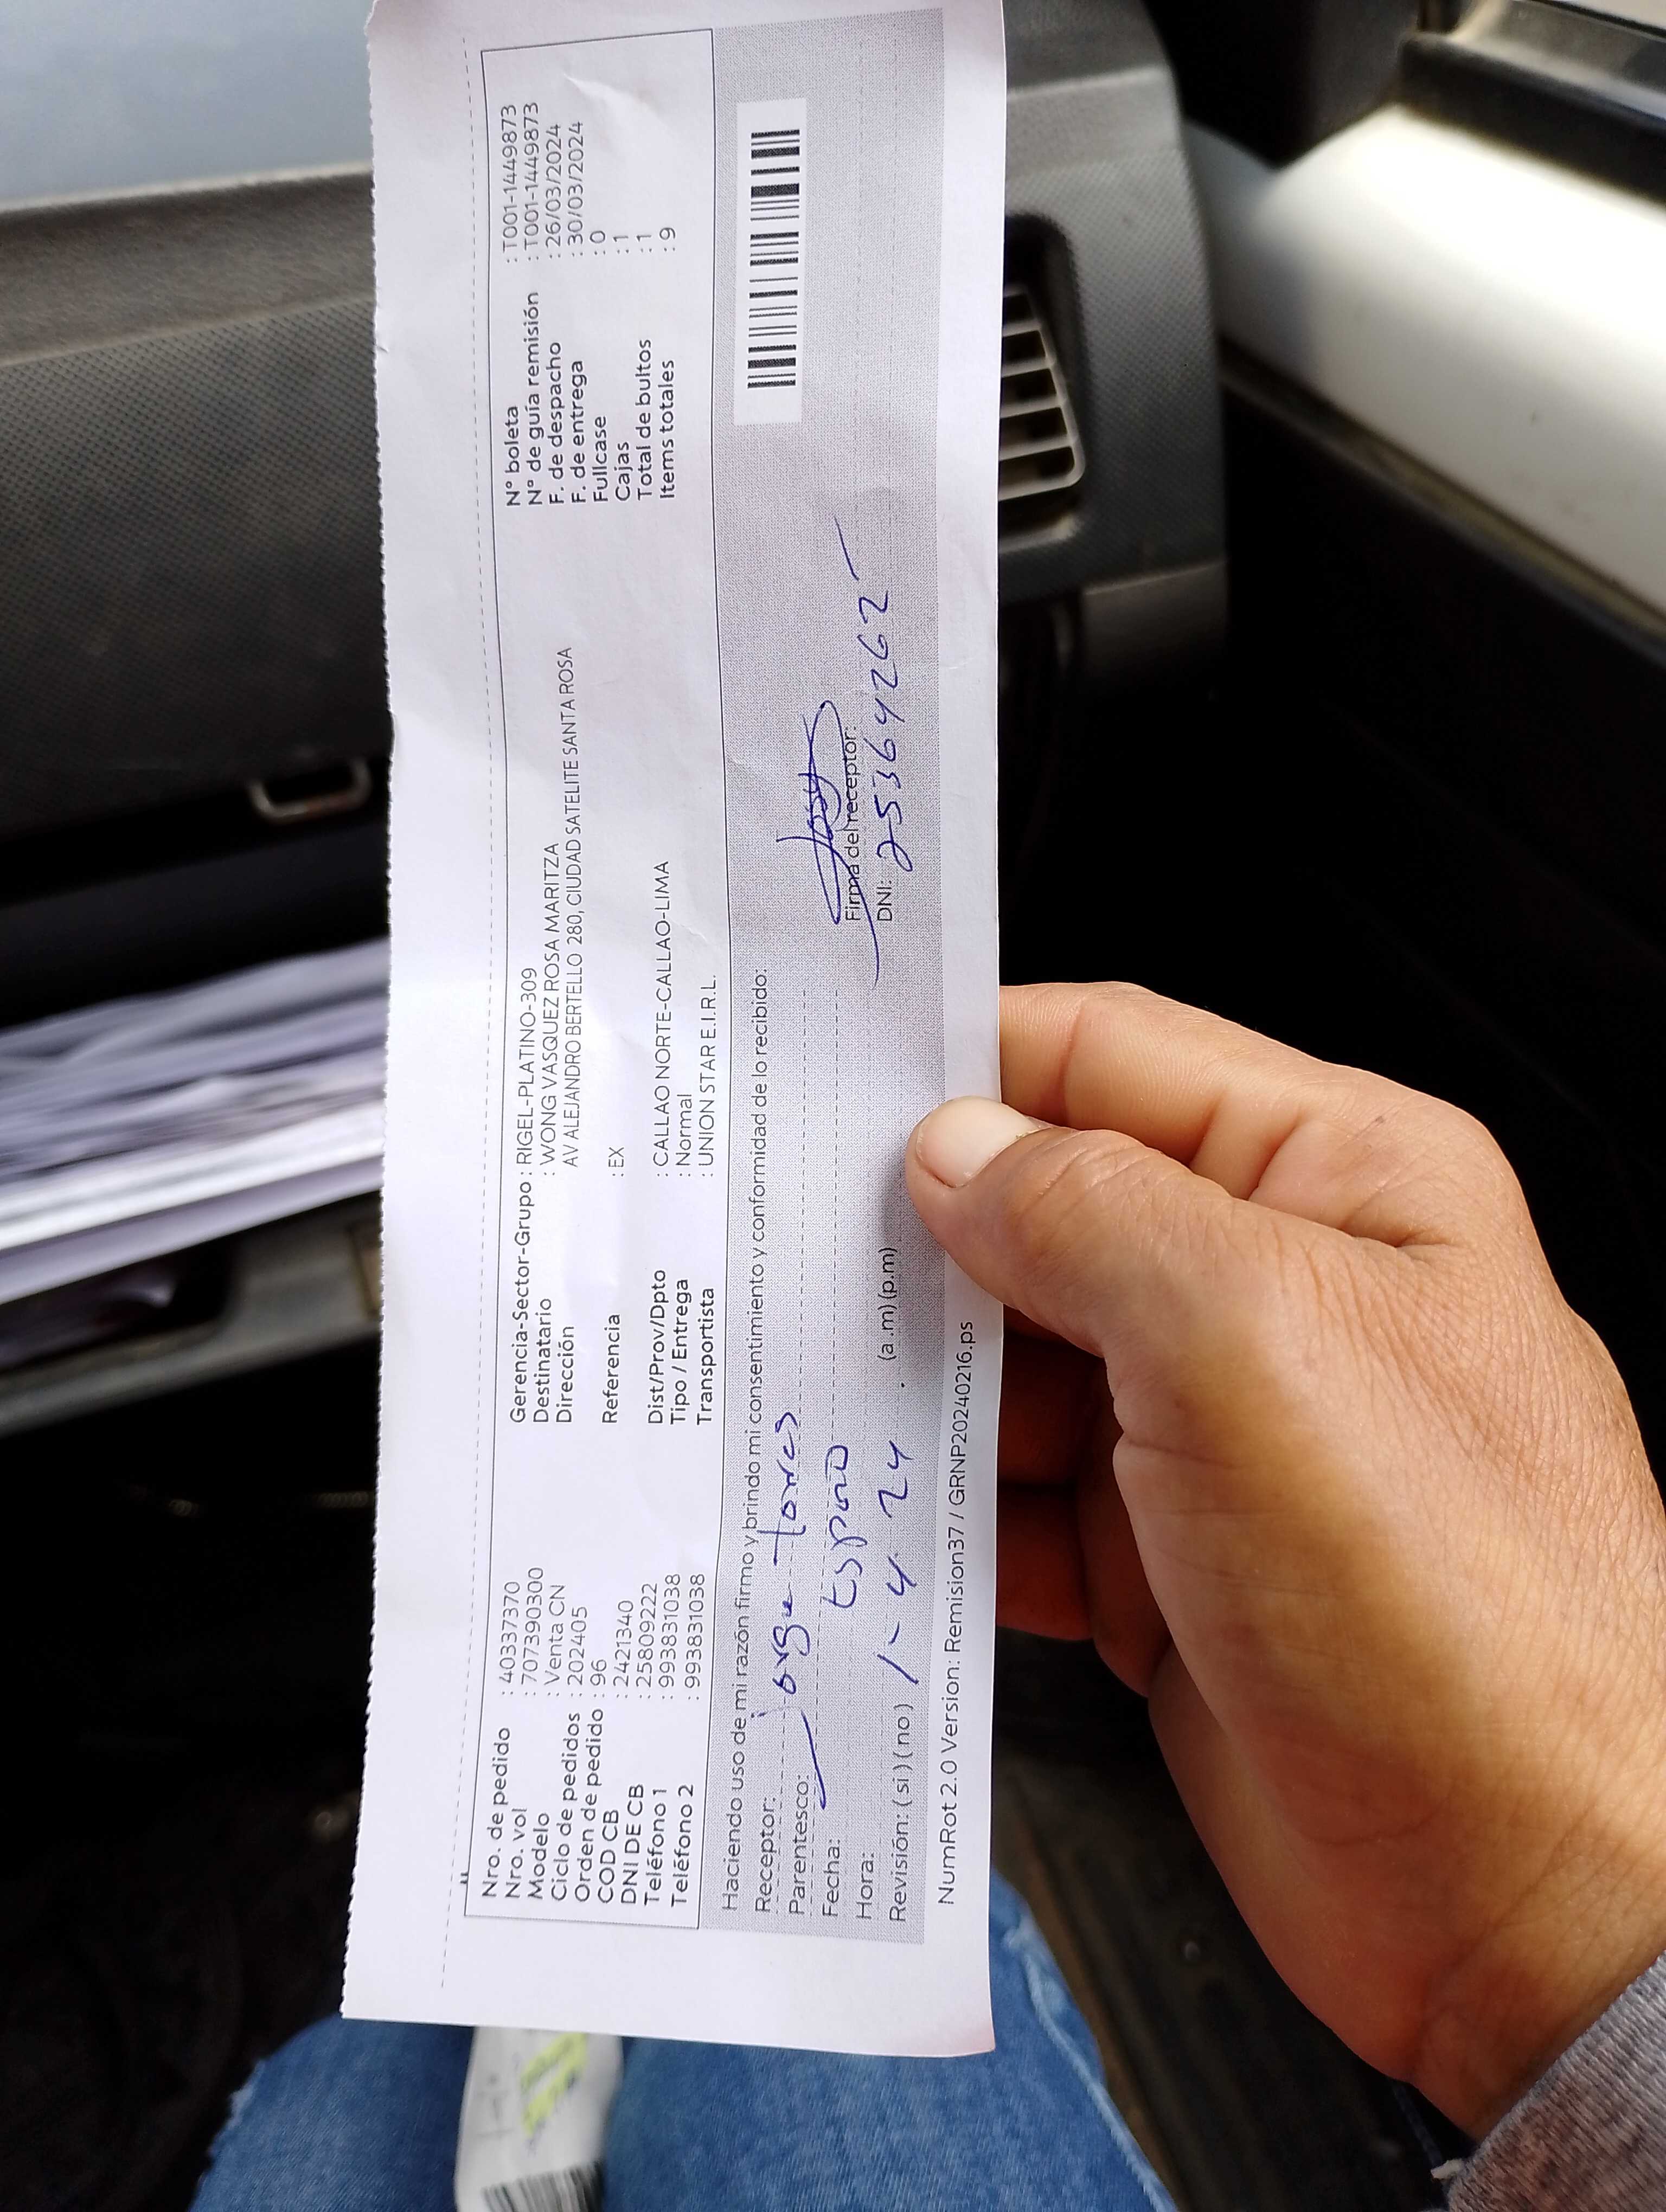 Nro. de pedido : 40337370
Nro. vol : 707390300
Modelo : Venta CN
Ciclo de pedidos : 202405
Orden de pedido : 96
COD CB : 2421340
DNI DE CB : 25809222
Teléfono 1 : 993831038
Teléfono 2 : 993831038
Gerencia-Sector-Grupo : RIGEL-PLATINO-309
Destinatario : WONG VASQUEZ ROSA MARITZA
Dirección AV ALEJANDRO BERTELLO 280, CIUDAD SATELITE SANTA ROSA
Referencia : EX
Dist/Prov/Dpto : CALLAO NORTE-CALLAO-LIMA
Tipo / Entrega : Normal
Transportista : UNION STAR E.I.R.L.
N° boleta : T001-1449873
N° de guía remisión : T001-1449873
F. de despacho : 26/03/2024
F. de entrega : 30/03/2024
Fullcase : 0
Cajas : 1
Total de bultos : 1
Items totales : 9
Haciendo uso de mi razón firmo y brindo mi consentimiento y conformidad de lo recibido:
Receptor: Jorge Torres
Parentesco:
Fecha: Esposo
Hora:
Revisión: (si) (no) 1-4-24 (a.m) (p.m)
Firma del receptor:
DNI: 25364262
NumRot 2.0 Version: Remision37 / GRNP20240216.ps